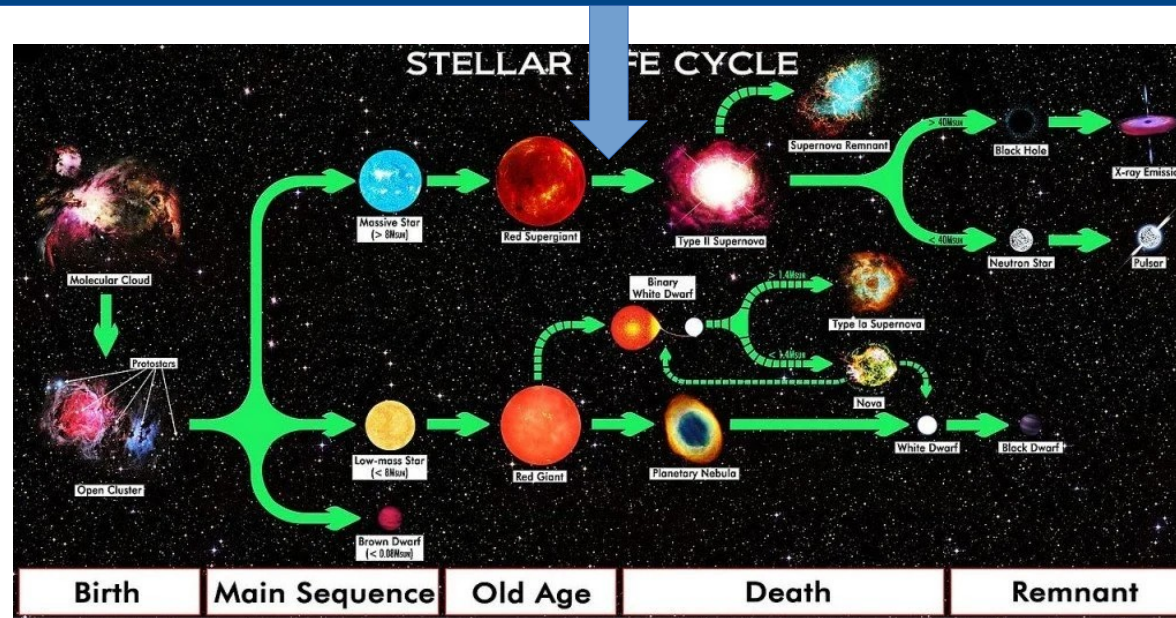 STELLAR FE CYCLE
Supernova Remnant
> 40Msun
Black Hole
X-ray Emissio
Massive Star
(> 8Msun)
Red Supergiant
Type II Supernova
< 40Msun
Neutron Star
Pulsar
Molecular Cloud
Binary
White Dwarf
> 1.4Msun
Type Ia Supernova
Protostars
< 1.4Msun
Nova
Low-mass Star
(< 8Msun)
Red Giant
Planetary Nebula
White Dwarf
Black Dwarf
Open Cluster
Brown Dwarf
(< 0.08Msun)
Birth
Main Sequence
Old Age
Death
Remnant